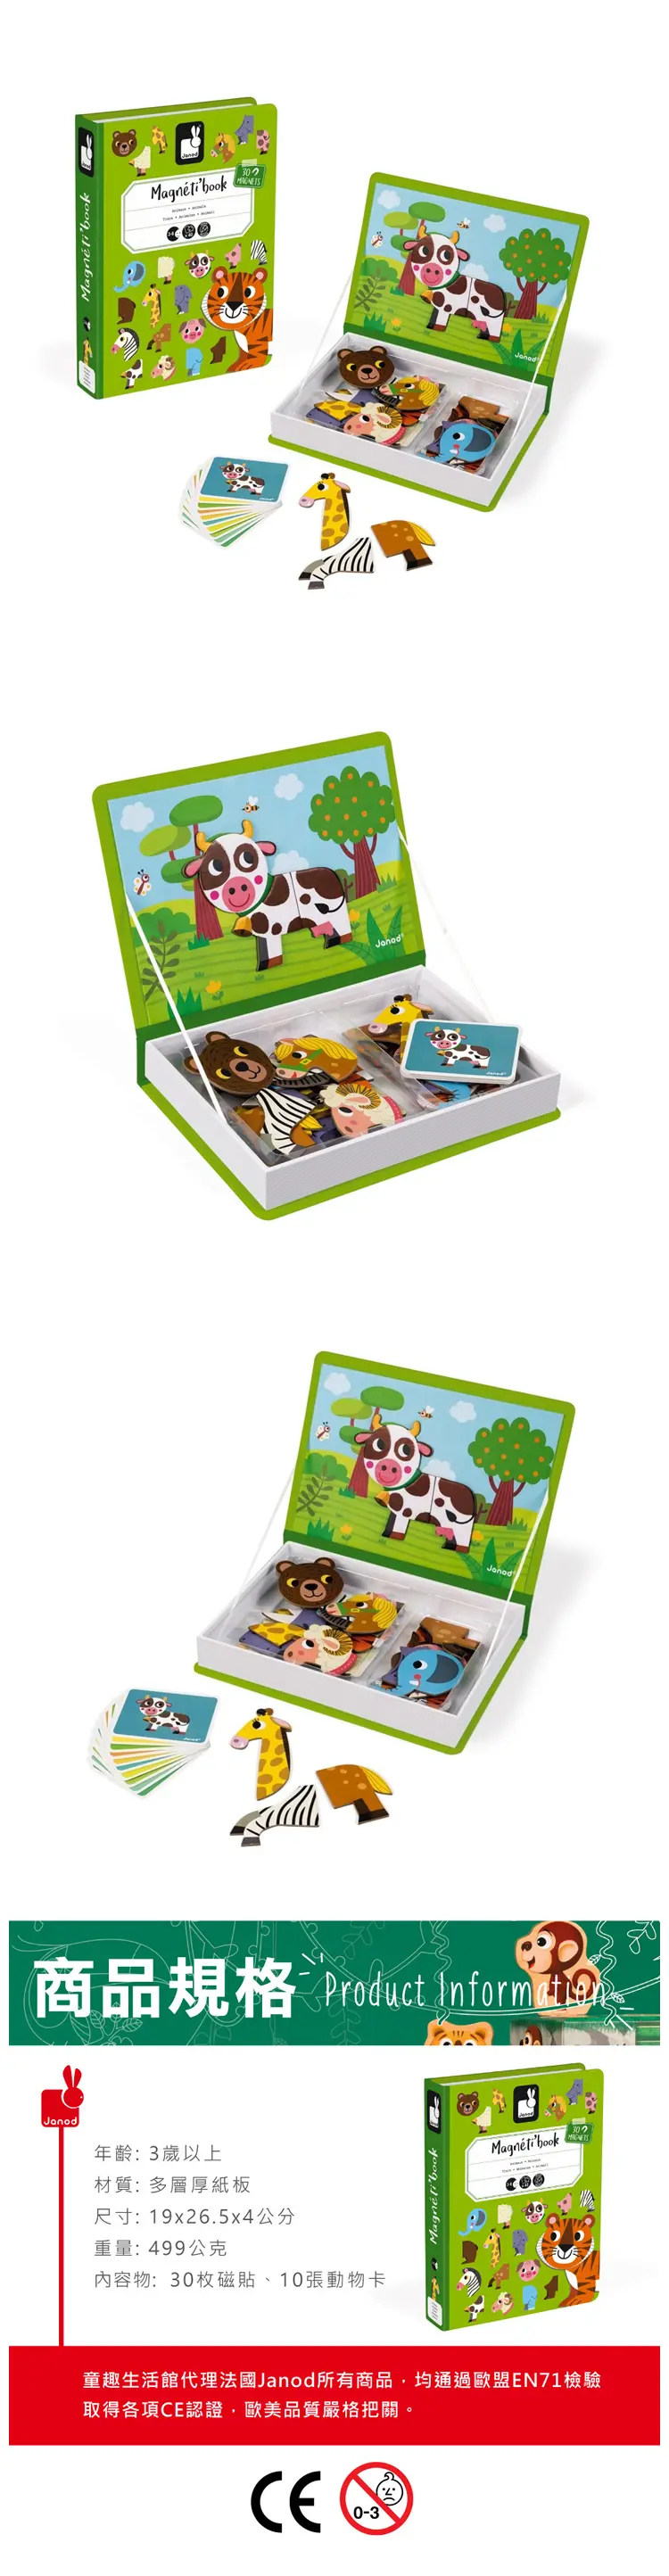 Janod
30
MAGNETS
Magnéti'book
Magnéti'book
Janod
Janod
Janod
Janod
商品規格
Product Information
Janod
年齡: 3歲以上
材質: 多層厚紙板
尺寸: 19x26.5x4公分
重量: 499公克
內容物: 30枚磁貼、10張動物卡
Janod
30
MAGNETS
Magnéti'book
Magnéti'book
童趣生活館代理法國Janod所有商品，均通過歐盟EN71檢驗
取得各項CE認證，歐美品質嚴格把關。
CE
0-3